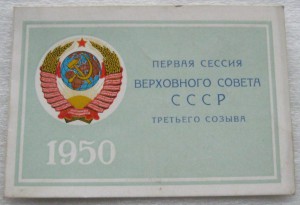 ПЕРВАЯ СЕССИЯ
ВЕРХОВНОГО СОВЕТА
СССР
ТРЕТЬЕГО СОЗЫВА
1950